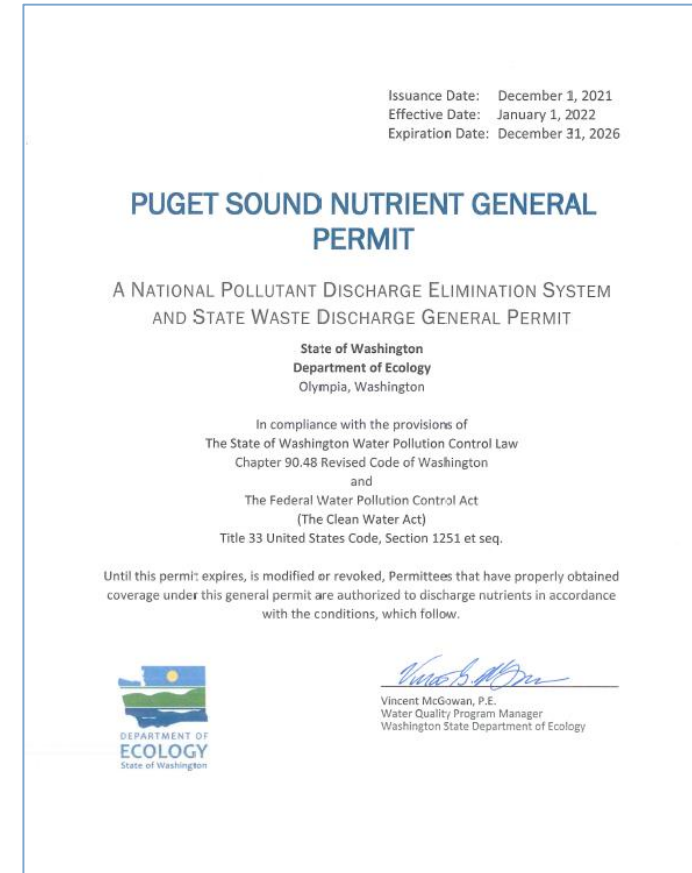 Issuance Date: December 1, 2021
Effective Date: January 1, 2022
Expiration Date: December 31, 2026
PUGET SOUND NUTRIENT GENERAL
PERMIT
A NATIONAL POLLUTANT DISCHARGE ELIMINATION SYSTEM
AND STATE WASTE DISCHARGE GENERAL PERMIT
State of Washington
Department of Ecology
Olympia, Washington
In compliance with the provisions of
The State of Washington Water Pollution Control Law
Chapter 90.48 Revised Code of Washington
and
The Federal Water Pollution Control Act
(The Clean Water Act)
Title 33 United States Code, Section 1251 et seq.
Until this permit expires, is modified or revoked, Permittees that have properly obtained
coverage under this general permit are authorized to discharge nutrients in accordance
with the conditions, which follow.
Vincent McGowan, P.E.
Water Quality Program Manager
Washington State Department of Ecology
DEPARTMENT OF
ECOLOGY
State of Washington